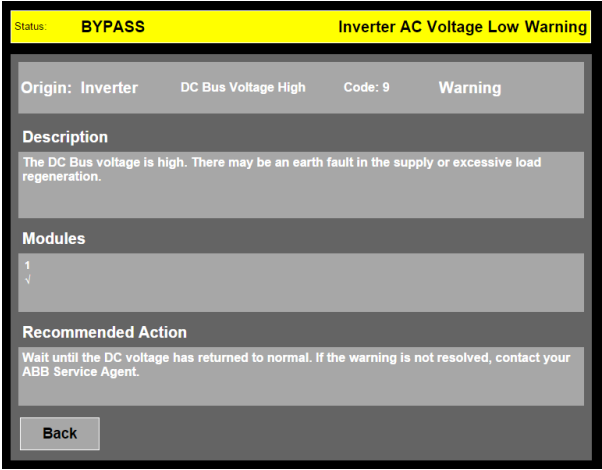 Status: BYPASS Inverter AC Voltage Low Warning
Origin: Inverter DC Bus Voltage High Code: 9 Warning
Description
The DC Bus voltage is high. There may be an earth fault in the supply or excessive load
regeneration.
Modules
1
√
Recommended Action
Wait until the DC voltage has returned to normal. If the warning is not resolved, contact your
ABB Service Agent.
Back